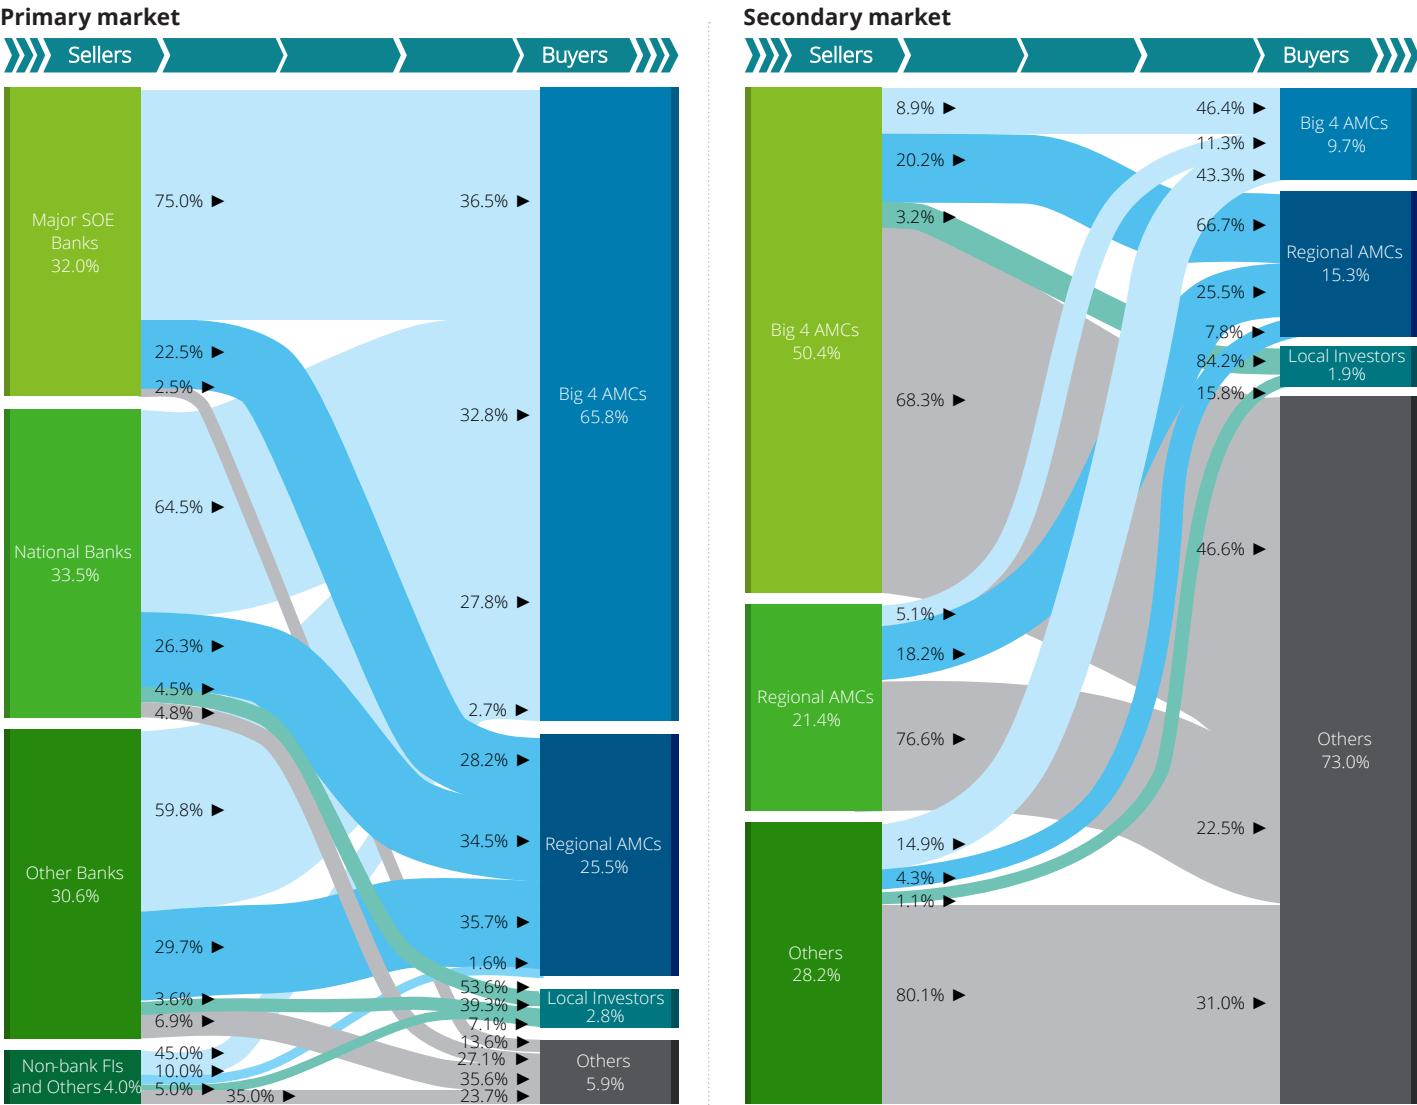 Primary market
Sellers
Buyers
Major SOE
Banks
32.0%
75.0%
22.5%
2.5%
National Banks
33.5%
64.5%
26.3%
4.5%
4.8%
Other Banks
30.6%
59.8%
29.7%
3.6%
6.9%
Non-bank FIs
and Others 4.0%
45.0%
10.0%
5.0%
35.0%
36.5%
32.8%
27.8%
2.7%
Big 4 AMCs
65.8%
28.2%
34.5%
35.7%
1.6%
Regional AMCs
25.5%
53.6%
39.3%
7.1%
Local Investors
2.8%
13.6%
27.1%
35.6%
23.7%
Others
5.9%
Secondary market
Sellers
Buyers
Big 4 AMCs
50.4%
8.9%
20.2%
3.2%
68.3%
Regional AMCs
21.4%
5.1%
18.2%
76.6%
Others
28.2%
14.9%
4.3%
1.1%
80.1%
46.4%
11.3%
43.3%
Big 4 AMCs
9.7%
66.7%
25.5%
7.8%
Regional AMCs
15.3%
84.2%
15.8%
Local Investors
1.9%
46.6%
22.5%
31.0%
Others
73.0%